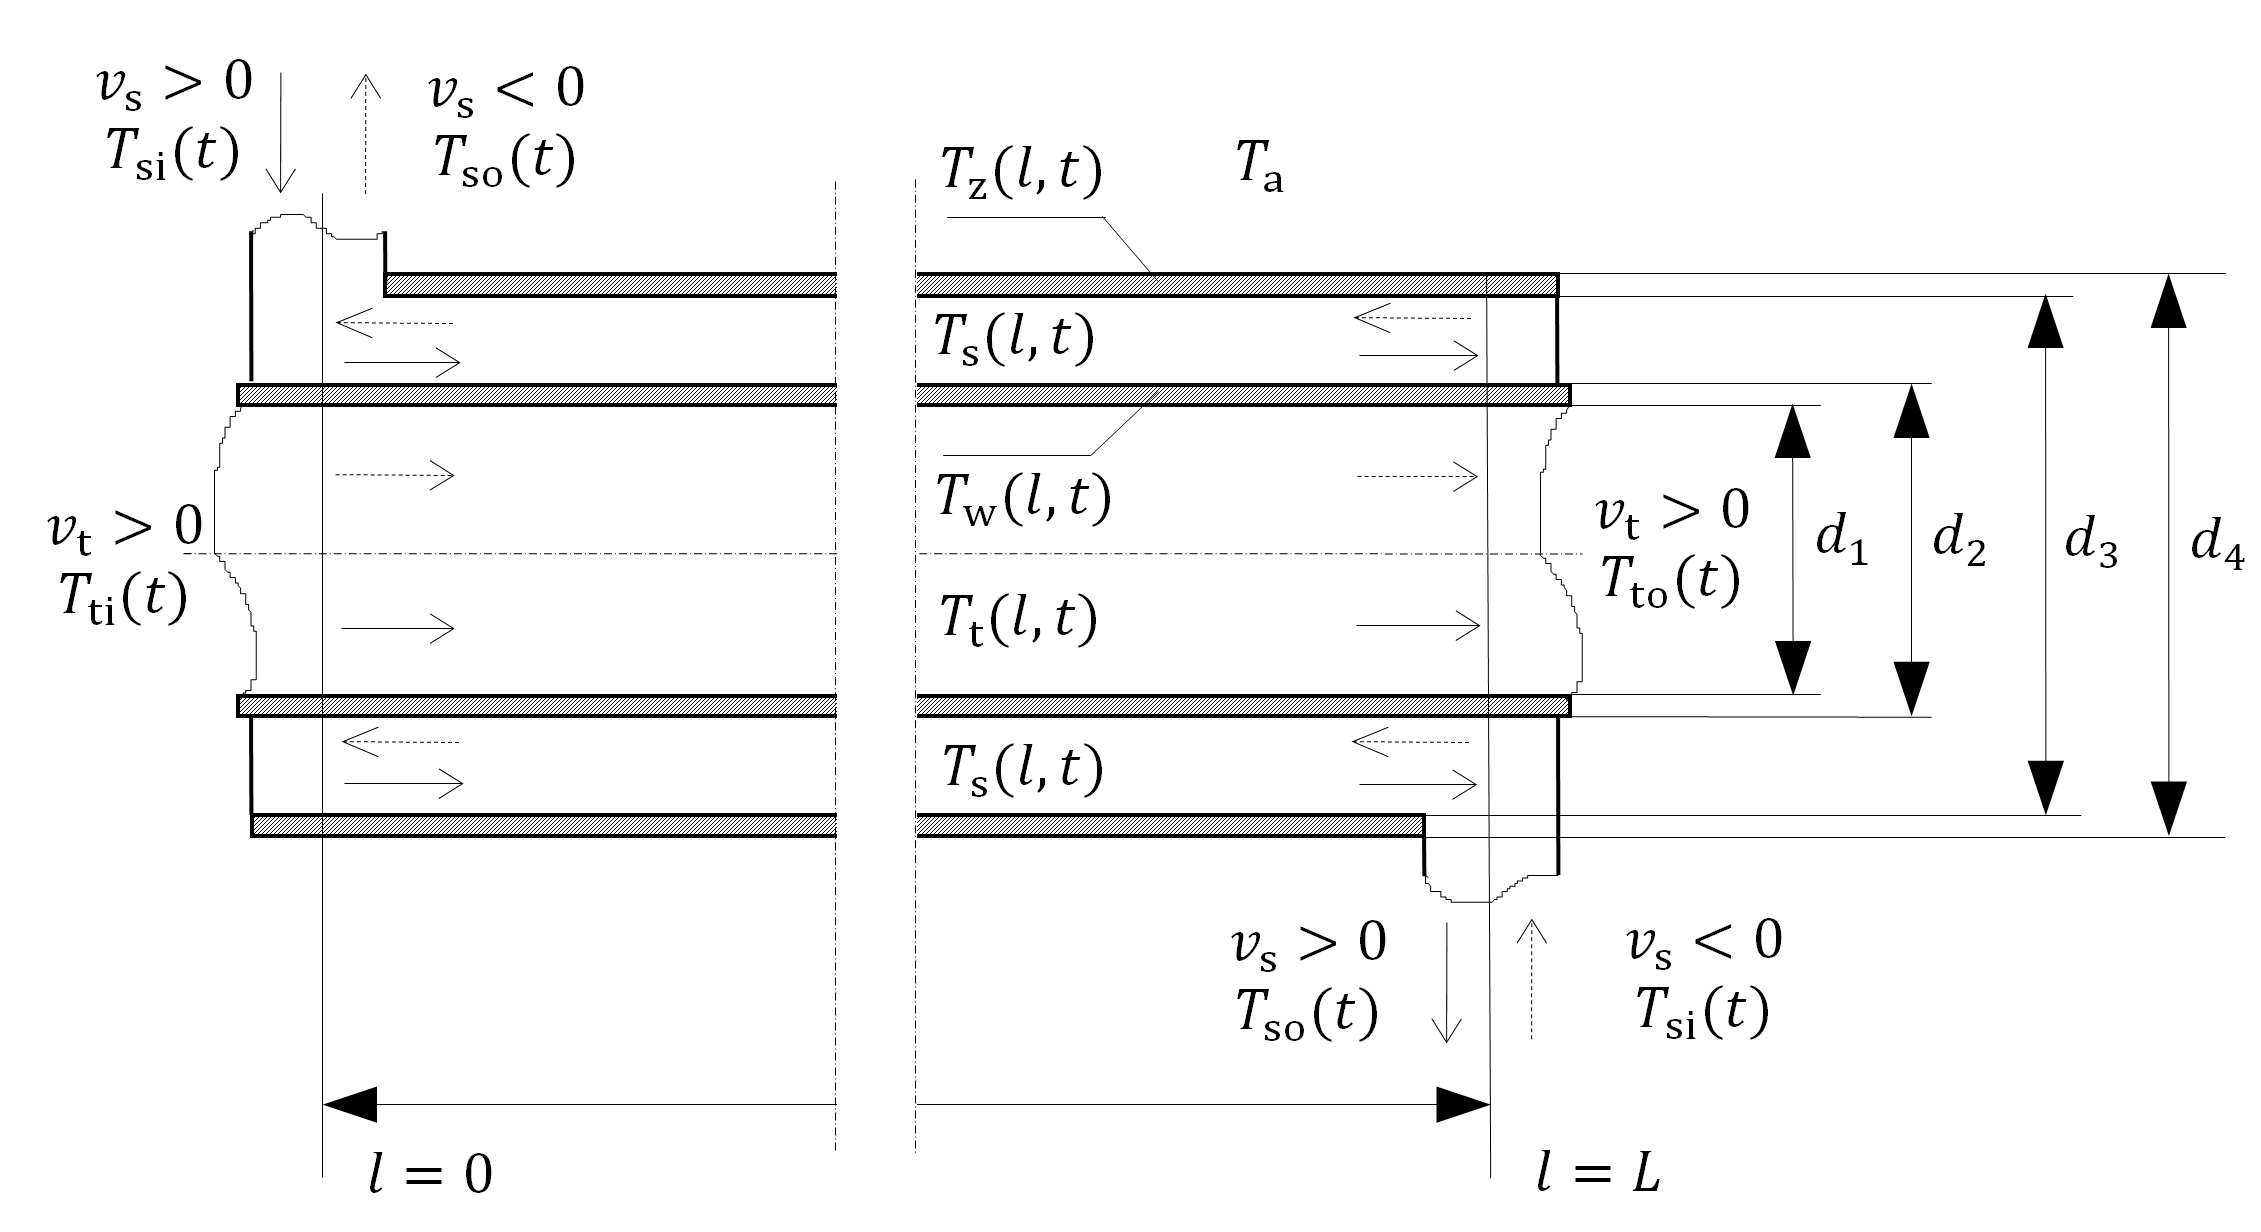 v_s > 0
T_si(t)
v_s < 0
T_so(t)
T_z(l, t)
T_a
T_s(l, t)
T_w(l, t)
v_t > 0
T_ti(t)
v_t > 0
T_to(t)
d_1
d_2
d_3
d_4
T_t(l, t)
T_s(l, t)
v_s > 0
T_so(t)
v_s < 0
T_si(t)
l = 0
l = L